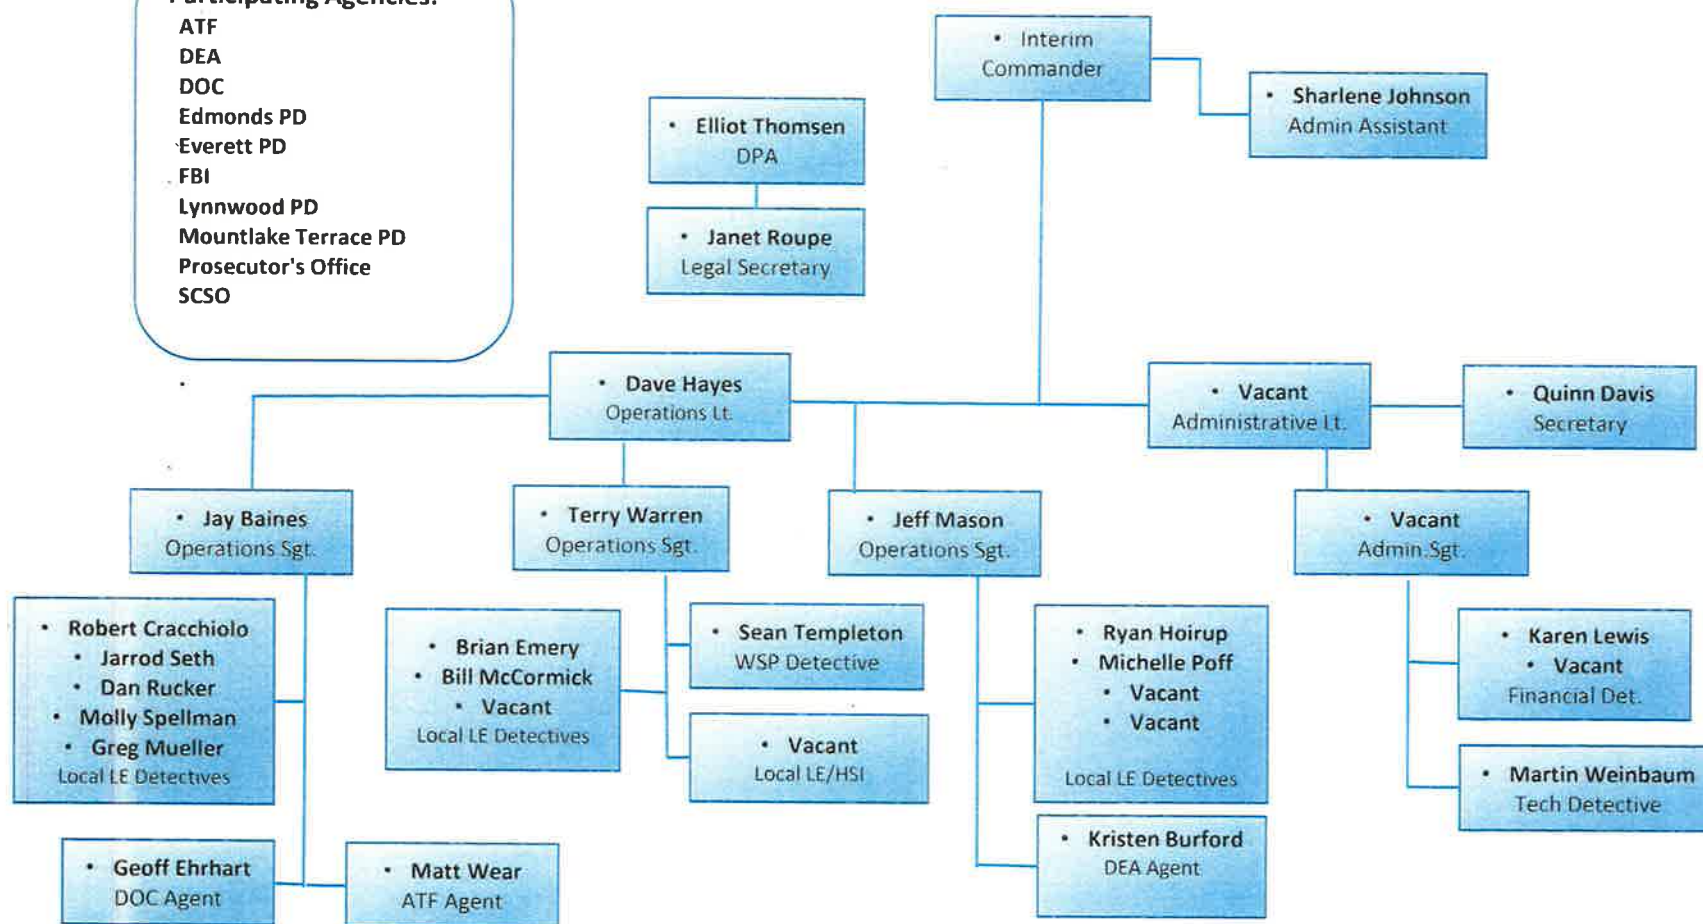 Participating Agencies:
ATF
DEA
DOC
Edmonds PD
Everett PD
FBI
Lynnwood PD
Mountlake Terrace PD
Prosecutor's Office
SCSO
• Interim
Commander
• Sharlene Johnson
Admin Assistant
• Elliot Thomsen
DPA
• Janet Roupe
Legal Secretary
• Dave Hayes
Operations Lt.
• Vacant
Administrative Lt.
• Quinn Davis
Secretary
• Jay Baines
Operations Sgt.
• Terry Warren
Operations Sgt.
• Jeff Mason
Operations Sgt.
• Vacant
Admin.Sgt.
• Robert Cracchiolo
• Jarrod Seth
• Dan Rucker
• Molly Spellman
• Greg Mueller
Local LE Detectives
• Geoff Ehrhart
DOC Agent
• Matt Wear
ATF Agent
• Brian Emery
• Bill McCormick
• Vacant
Local LE Detectives
• Sean Templeton
WSP Detective
• Vacant
Local LE/HSI
• Ryan Hoirup
• Michelle Poff
• Vacant
• Vacant
Local LE Detectives
• Kristen Burford
DEA Agent
• Karen Lewis
• Vacant
Financial Det.
• Martin Weinbaum
Tech Detective